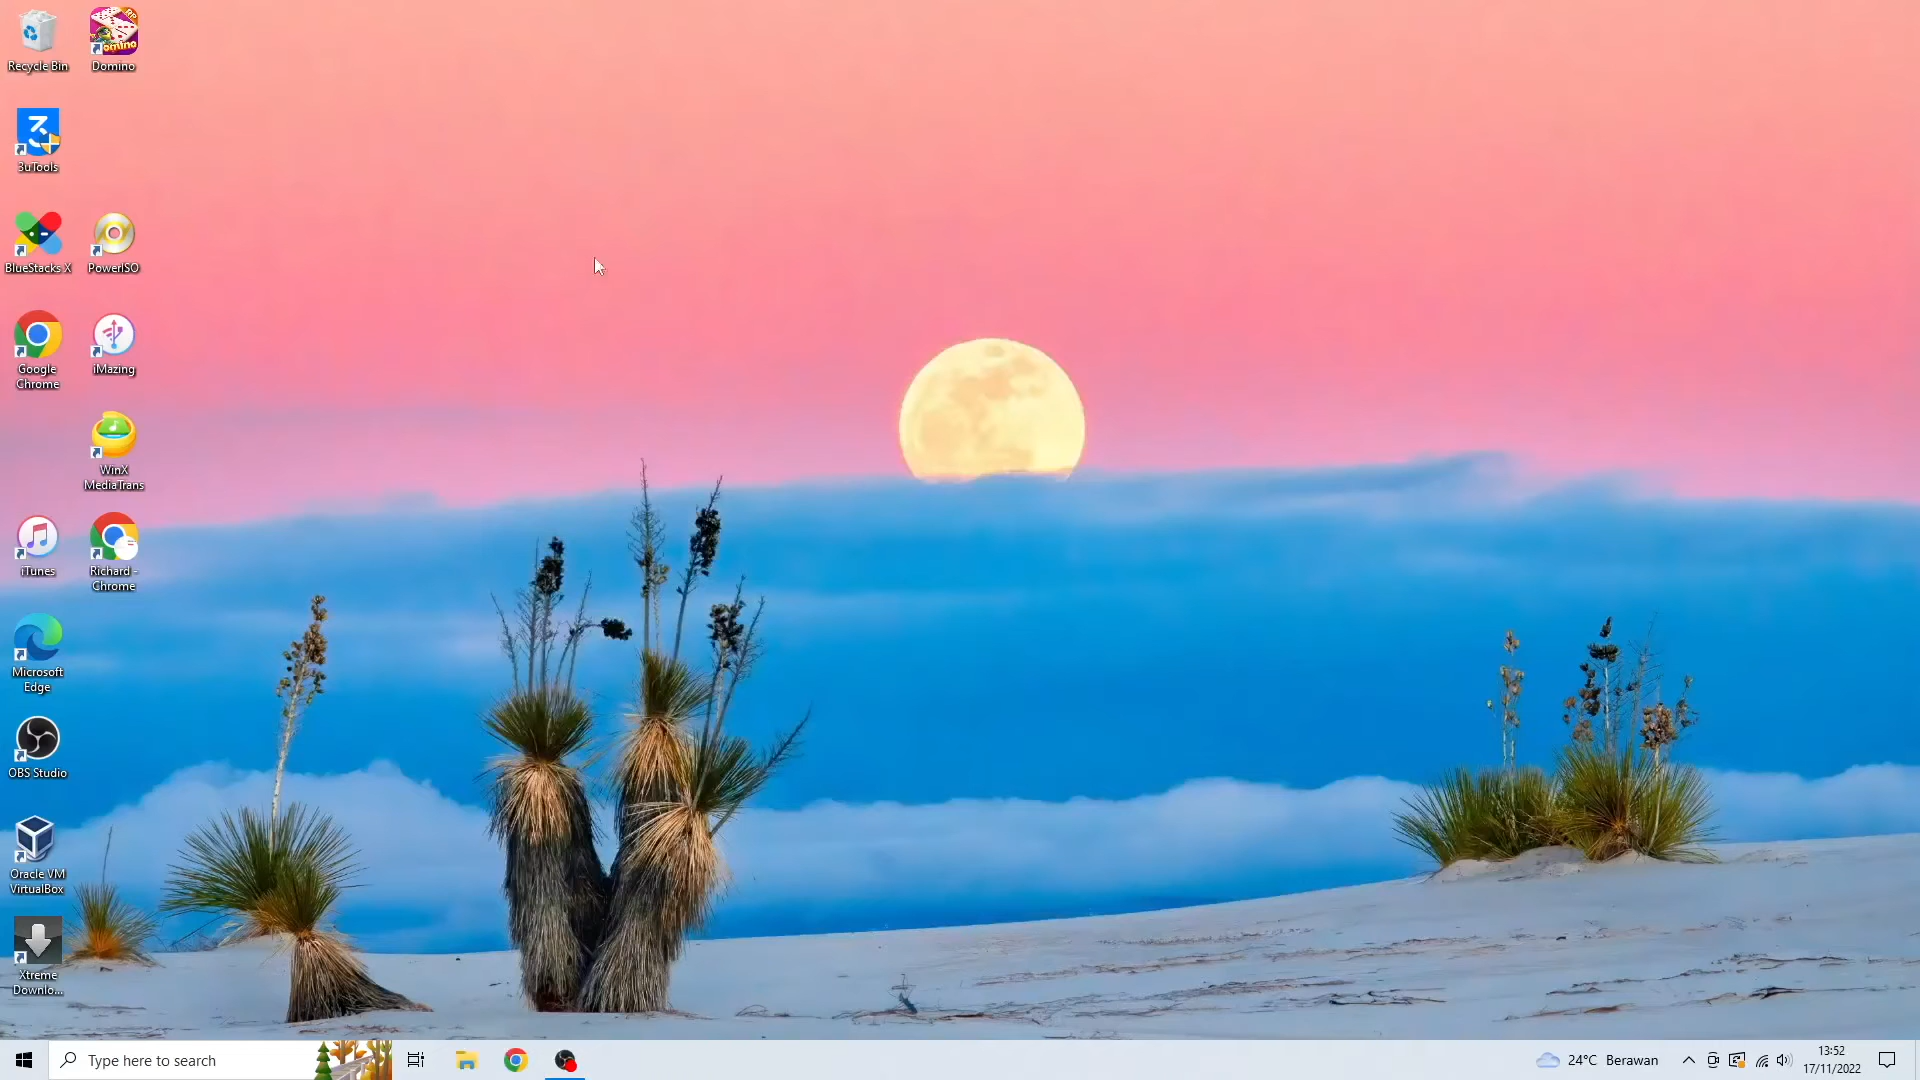 Recycle Bin
Domino
3uTools
BlueStacks X
PowerISO
Google
Chrome
iMazing
WinX
MediaTrans
iTunes
Richard -
Chrome
Microsoft
Edge
OBS Studio
Oracle VM
VirtualBox
Xtreme
Downlo...
Type here to search
24°C Berawan
13:52
17/11/2022